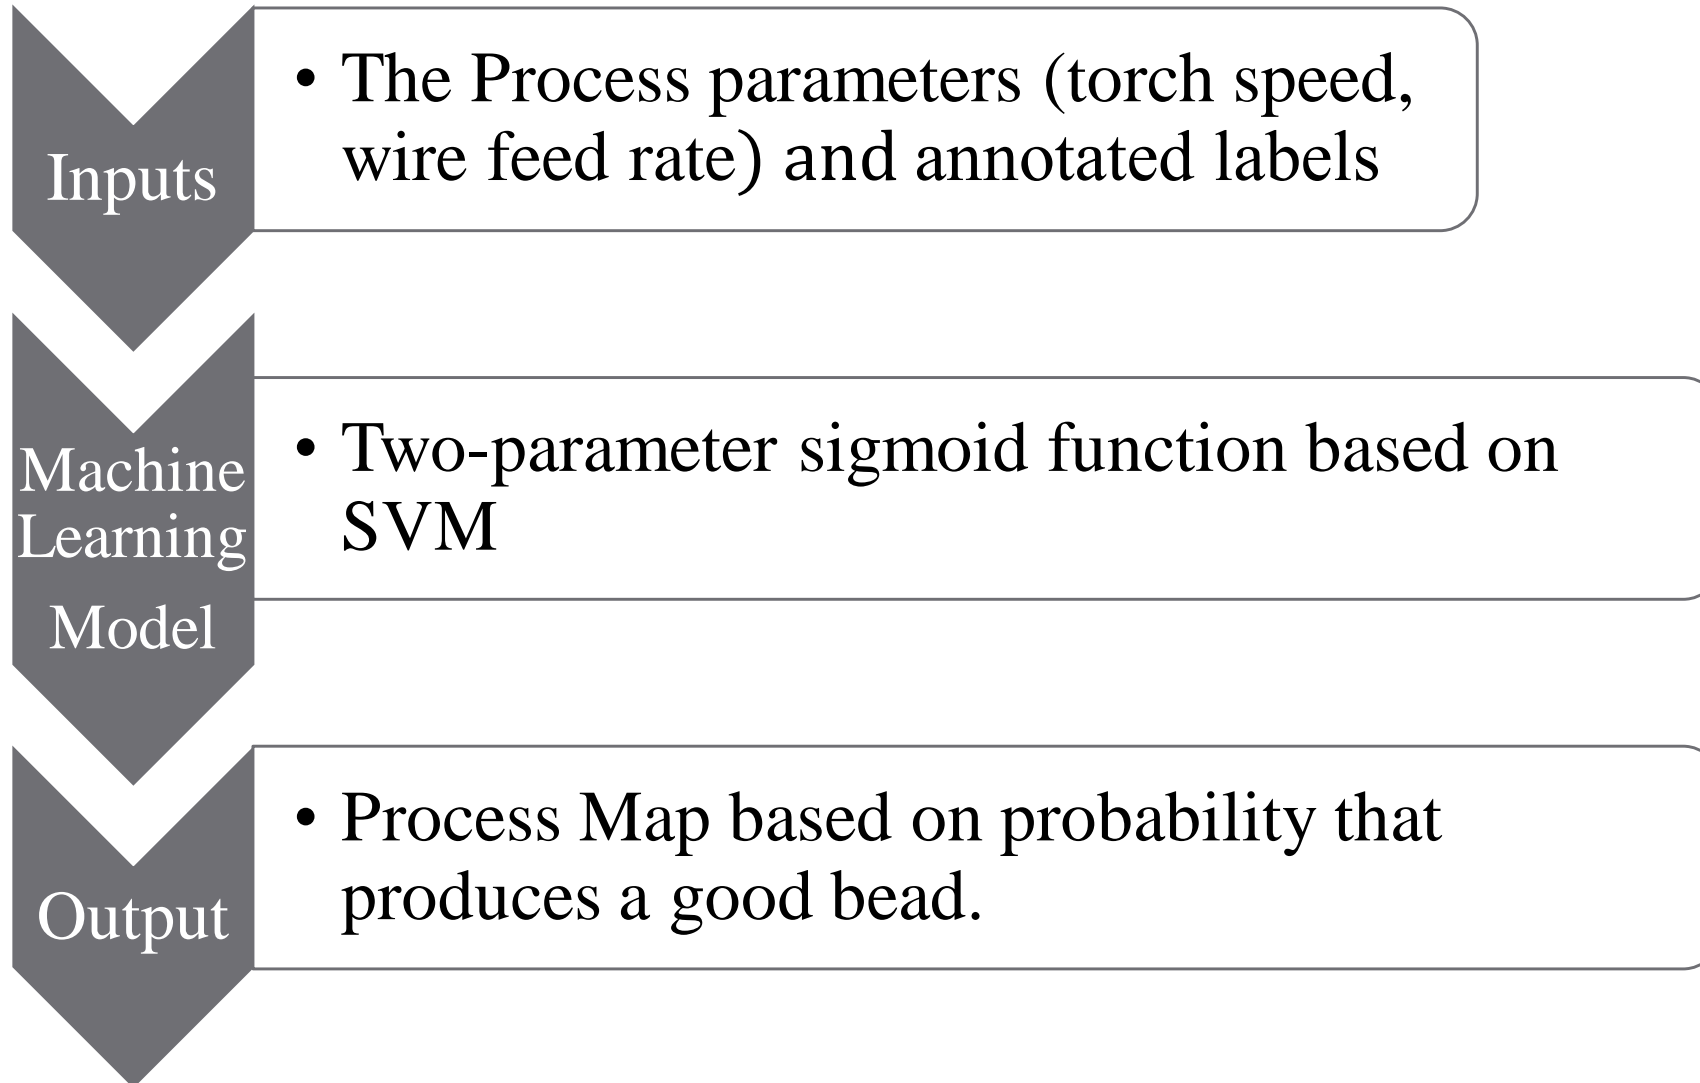 Inputs
• The Process parameters (torch speed,
wire feed rate) and annotated labels
Machine
Learning
Model
• Two-parameter sigmoid function based on
SVM
Output
• Process Map based on probability that
produces a good bead.